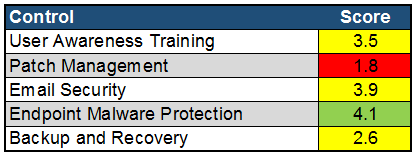 Control Score
User Awareness Training 3.5
Patch Management 1.8
Email Security 3.9
Endpoint Malware Protection 4.1
Backup and Recovery 2.6